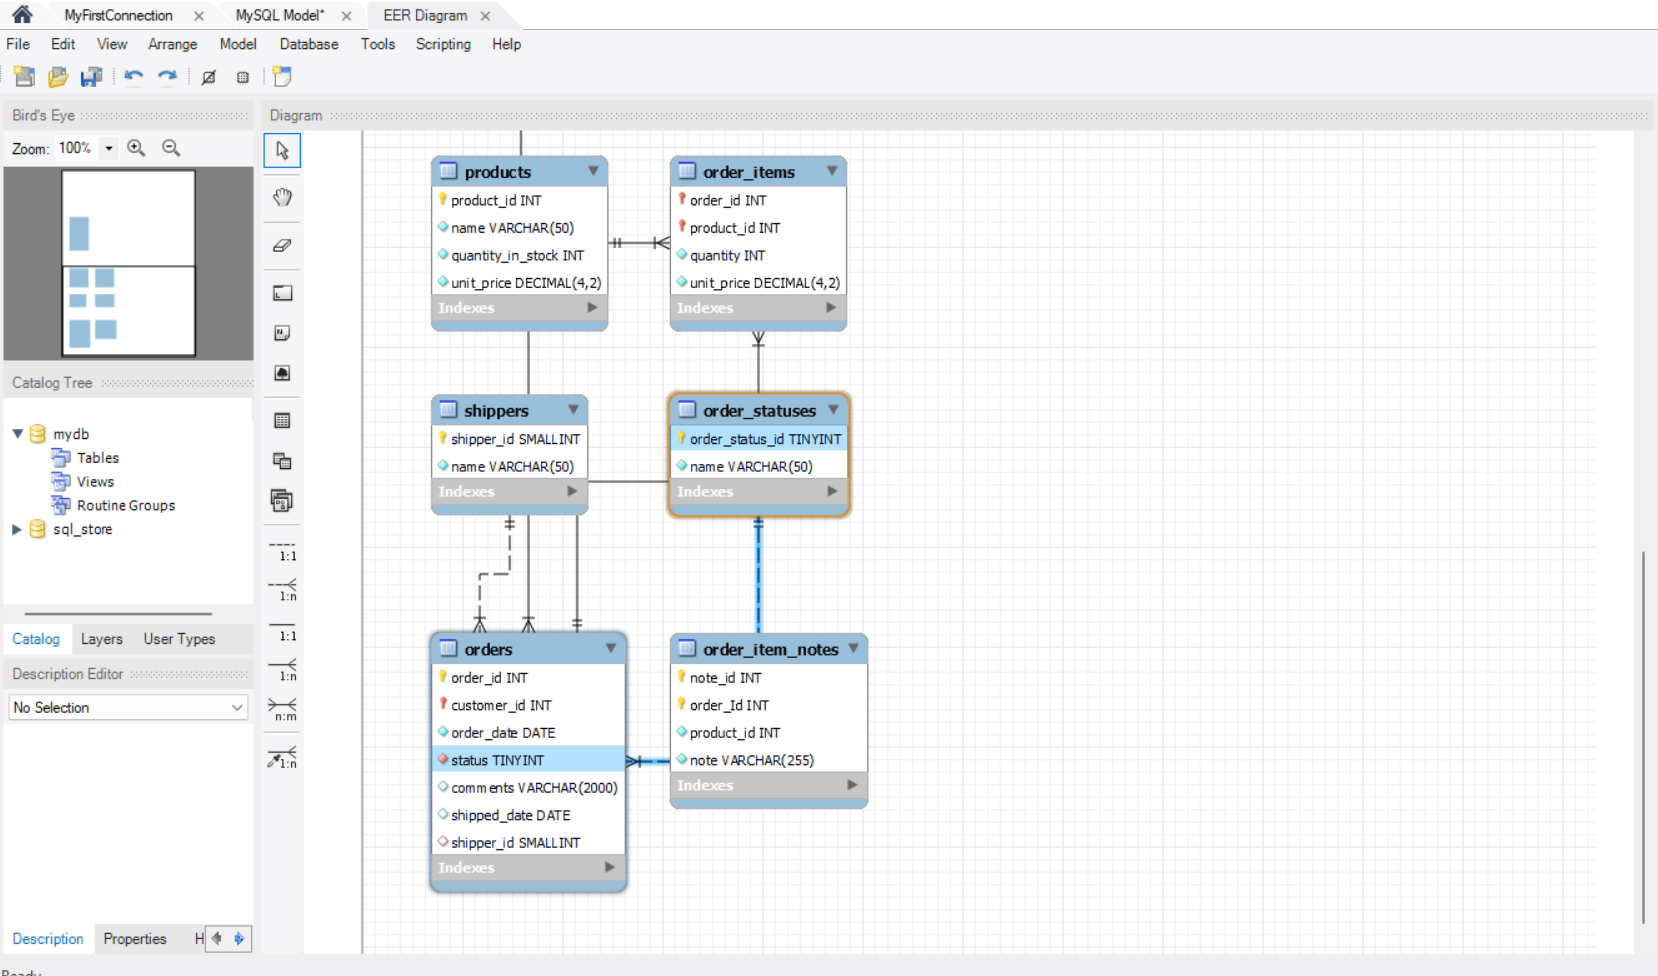 MyFirstConnection
MySQL Model*
EER Diagram
File Edit View Arrange Model Database Tools Scripting Help
Bird's Eye
Zoom: 100%
Catalog Tree
mydb
Tables
Views
Routine Groups
sql_store
Catalog Layers User Types
Description Editor
No Selection
Description Properties H
Diagram
1:1
1:n
1:1
1:n
n:m
1:n
products
product_id INT
name VARCHAR(50)
quantity_in_stock INT
unit_price DECIMAL(4,2)
Indexes
order_items
order_id INT
product_id INT
quantity INT
unit_price DECIMAL(4,2)
Indexes
shippers
shipper_id SMALLINT
name VARCHAR(50)
Indexes
order_statuses
order_status_id TINYINT
name VARCHAR(50)
Indexes
orders
order_id INT
customer_id INT
order_date DATE
status TINYINT
comments VARCHAR(2000)
shipped_date DATE
shipper_id SMALLINT
Indexes
order_item_notes
note_id INT
order_Id INT
product_id INT
note VARCHAR(255)
Indexes
Ready